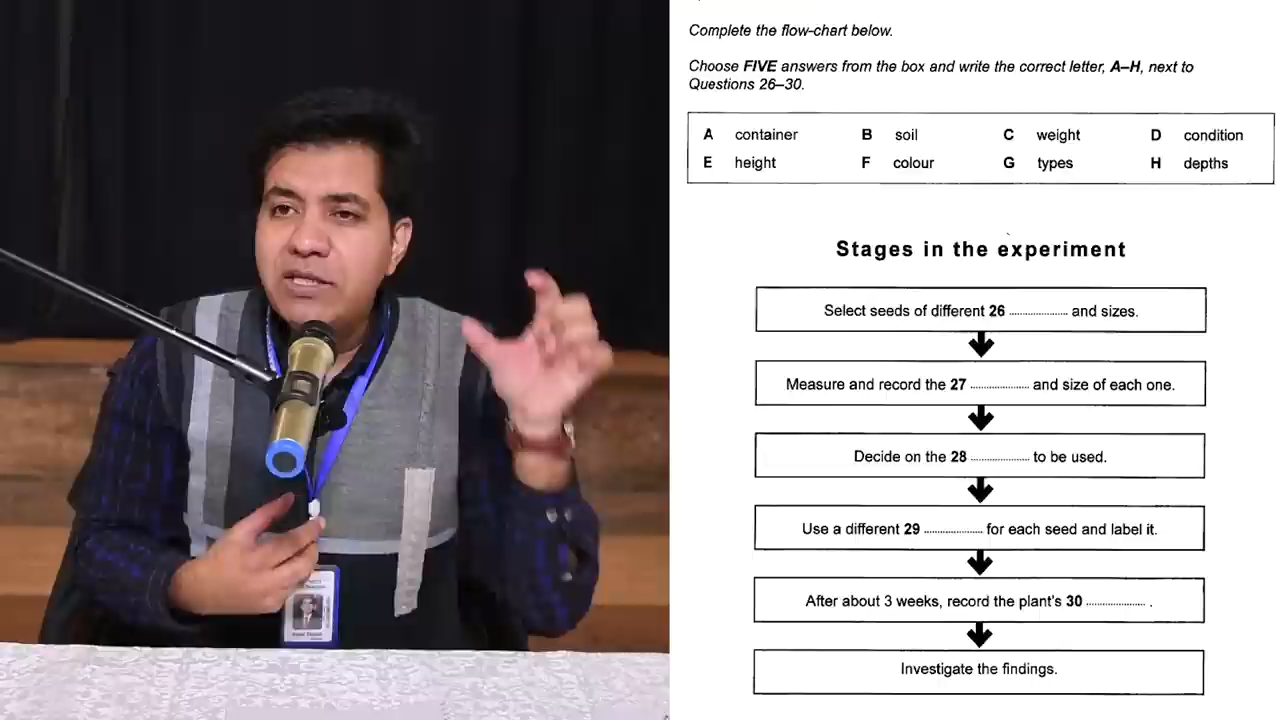 Complete the flow-chart below.
Choose FIVE answers from the box and write the correct letter, A–H, next to
Questions 26–30.
A container B soil C weight D condition
E height F colour G types H depths
Stages in the experiment
Select seeds of different 26 ..................... and sizes.
Measure and record the 27 ..................... and size of each one.
Decide on the 28 ..................... to be used.
Use a different 29 ..................... for each seed and label it.
After about 3 weeks, record the plant's 30 ..................... .
Investigate the findings.